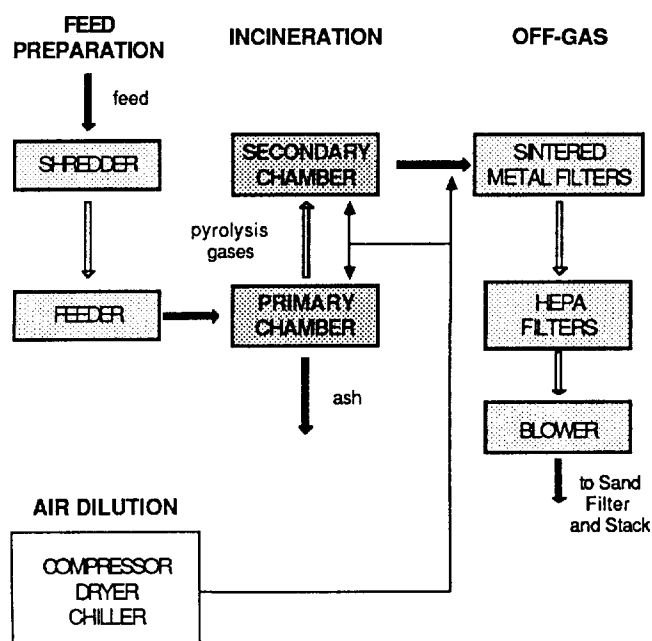 FEED
PREPARATION
INCINERATION
OFF-GAS
feed
SHREDDER
SECONDARY
CHAMBER
SINTERED
METAL FILTERS
pyrolysis
gases
FEEDER
PRIMARY
CHAMBER
HEPA
FILTERS
ash
BLOWER
to Sand
Filter
and Stack
AIR DILUTION
COMPRESSOR
DRYER
CHILLER